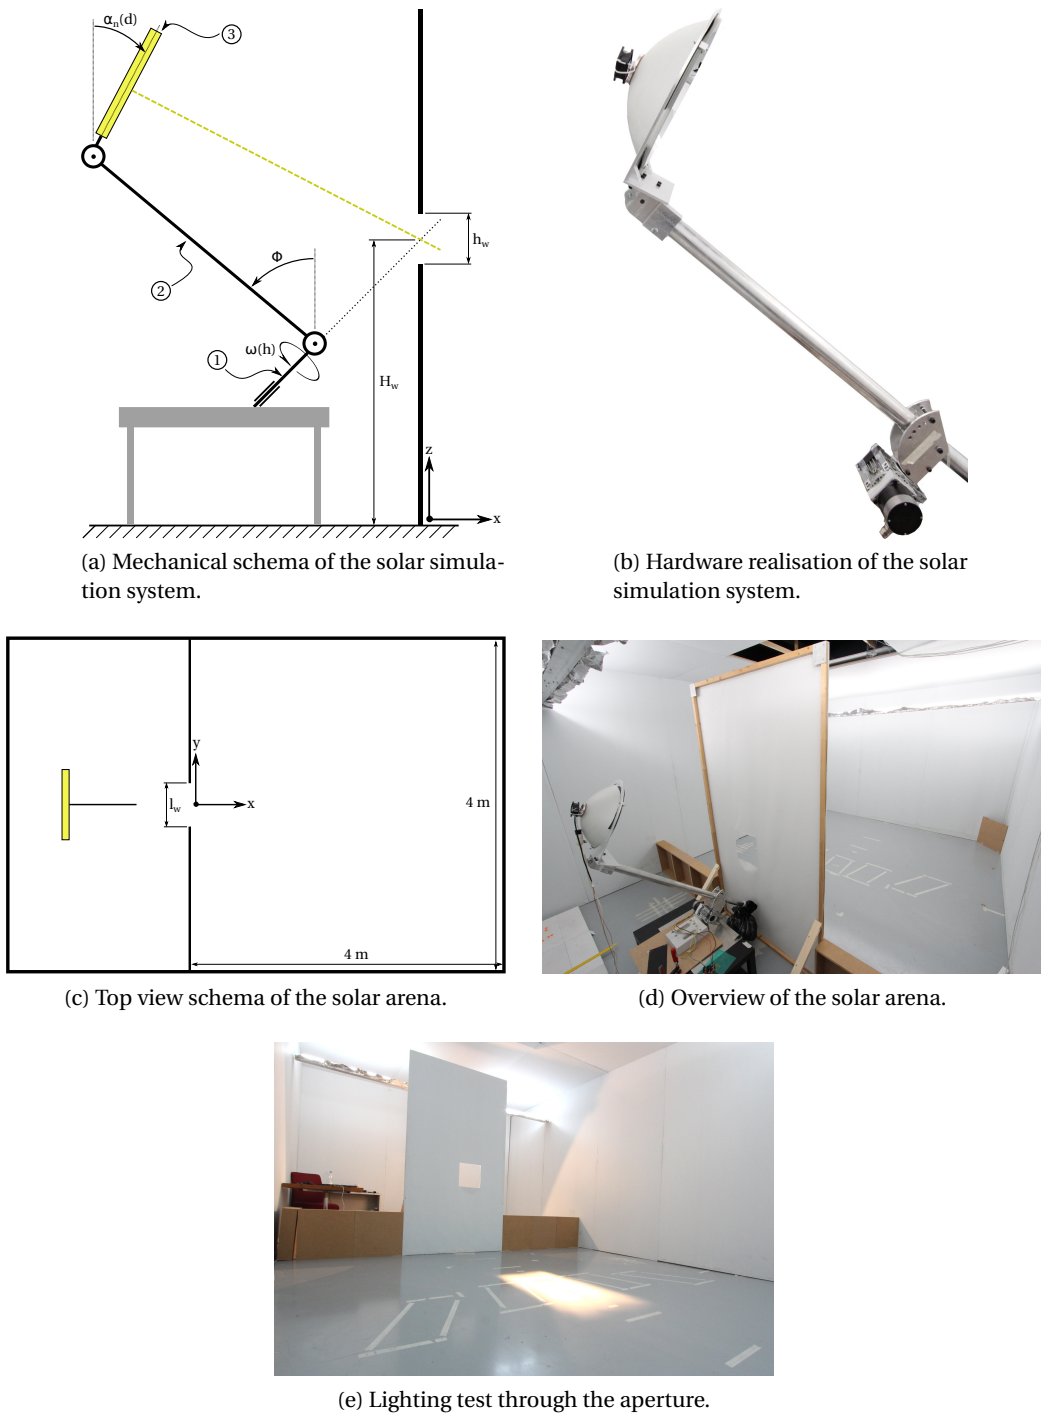 αn(d)
3
hw
Φ
2
ω(h)
1
Hw
z
x
(a) Mechanical schema of the solar simula-
tion system.
(b) Hardware realisation of the solar
simulation system.
y
lw
x
4 m
4 m
(c) Top view schema of the solar arena.
(d) Overview of the solar arena.
(e) Lighting test through the aperture.